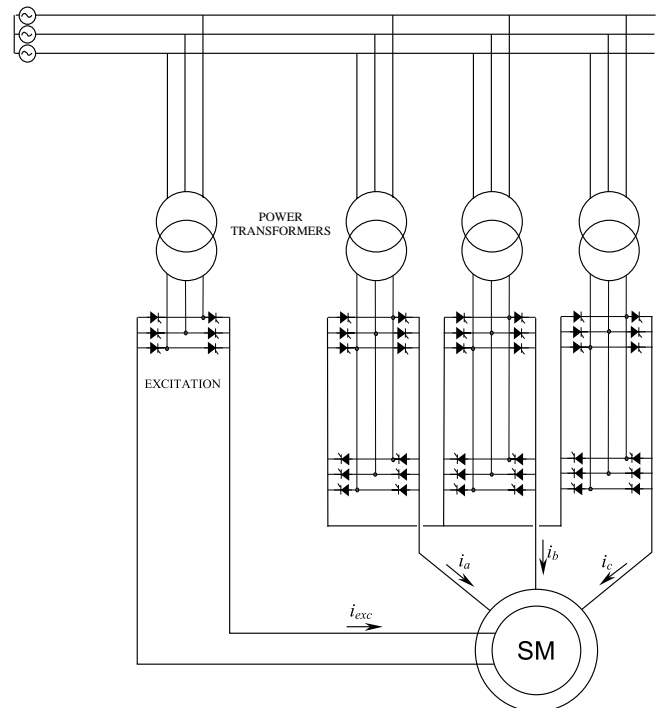 POWER
TRANSFORMERS
EXCITATION
i_a
i_b
i_c
i_exc
SM